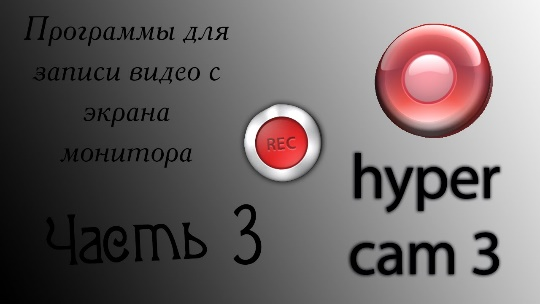 Программы для
записи видео с
экрана
монитора
Часть 3
REC
hyper
cam 3